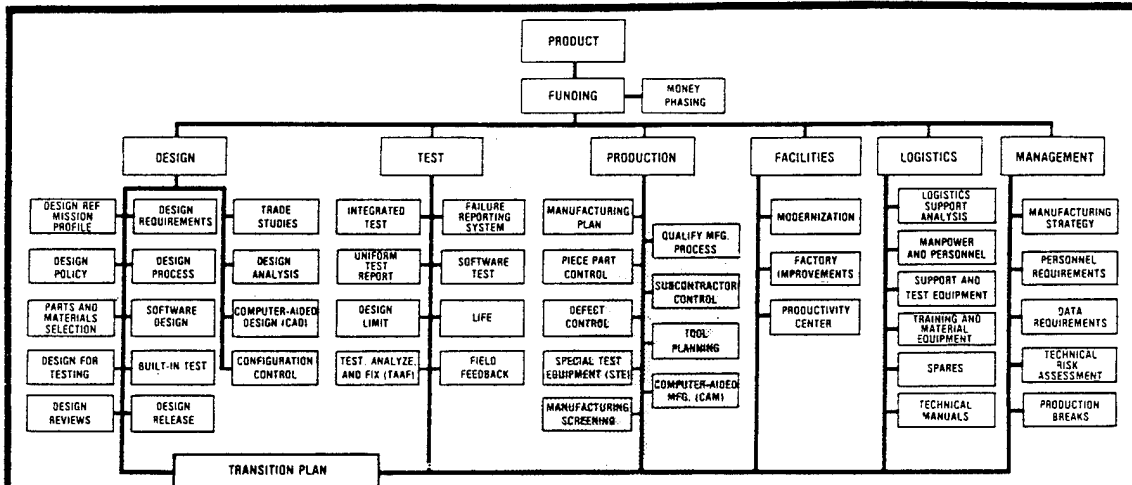 PRODUCT
FUNDING
MONEY
PHASING
DESIGN
TEST
PRODUCTION
FACILITIES
LOGISTICS
MANAGEMENT
DESIGN REF
MISSION
PROFILE
DESIGN
REQUIREMENTS
TRADE
STUDIES
DESIGN
POLICY
DESIGN
PROCESS
DESIGN
ANALYSIS
PARTS AND
MATERIALS
SELECTION
SOFTWARE
DESIGN
COMPUTER-AIDED
DESIGN (CAD)
DESIGN FOR
TESTING
BUILT-IN TEST
CONFIGURATION
CONTROL
DESIGN
REVIEWS
DESIGN
RELEASE
INTEGRATED
TEST
FAILURE
REPORTING
SYSTEM
UNIFORM
TEST
REPORT
SOFTWARE
TEST
DESIGN
LIMIT
LIFE
TEST, ANALYZE,
AND FIX (TAAF)
FIELD
FEEDBACK
MANUFACTURING
PLAN
QUALIFY MFG.
PROCESS
PIECE PART
CONTROL
SUBCONTRACTOR
CONTROL
DEFECT
CONTROL
TOOL
PLANNING
SPECIAL TEST
EQUIPMENT (STE)
COMPUTER-AIDED
MFG. (CAM)
MANUFACTURING
SCREENING
MODERNIZATION
FACTORY
IMPROVEMENTS
PRODUCTIVITY
CENTER
LOGISTICS
SUPPORT
ANALYSIS
MANPOWER
AND PERSONNEL
SUPPORT AND
TEST EQUIPMENT
TRAINING AND
MATERIAL
EQUIPMENT
SPARES
TECHNICAL
MANUALS
MANUFACTURING
STRATEGY
PERSONNEL
REQUIREMENTS
DATA
REQUIREMENTS
TECHNICAL
RISK
ASSESSMENT
PRODUCTION
BREAKS
TRANSITION PLAN